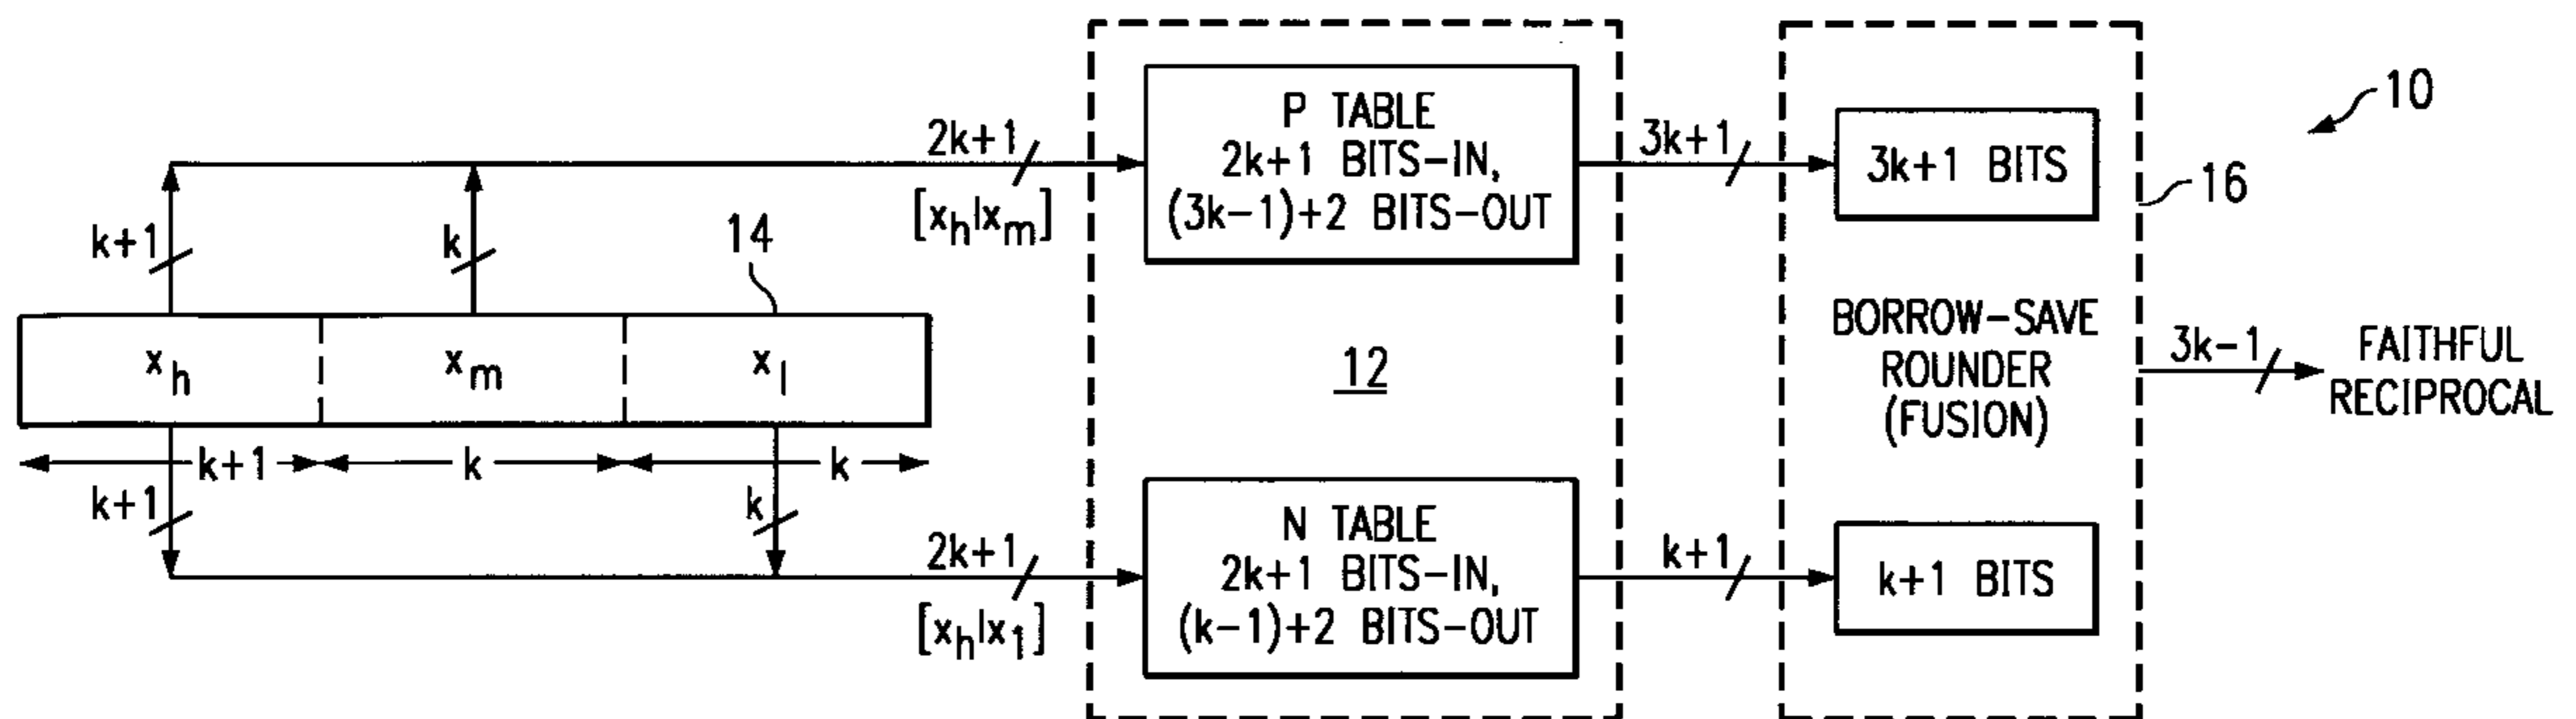 10
P TABLE
2k+1 BITS-IN,
(3k-1)+2 BITS-OUT
2k+1
[xh|xm]
3k+1
3k+1 BITS
16
k+1
k
14
xh
xm
xl
k+1
k
k
12
BORROW-SAVE
ROUNDER
(FUSION)
3k-1
FAITHFUL
RECIPROCAL
k+1
k
2k+1
[xh|x1]
N TABLE
2k+1 BITS-IN,
(k-1)+2 BITS-OUT
k+1
k+1 BITS